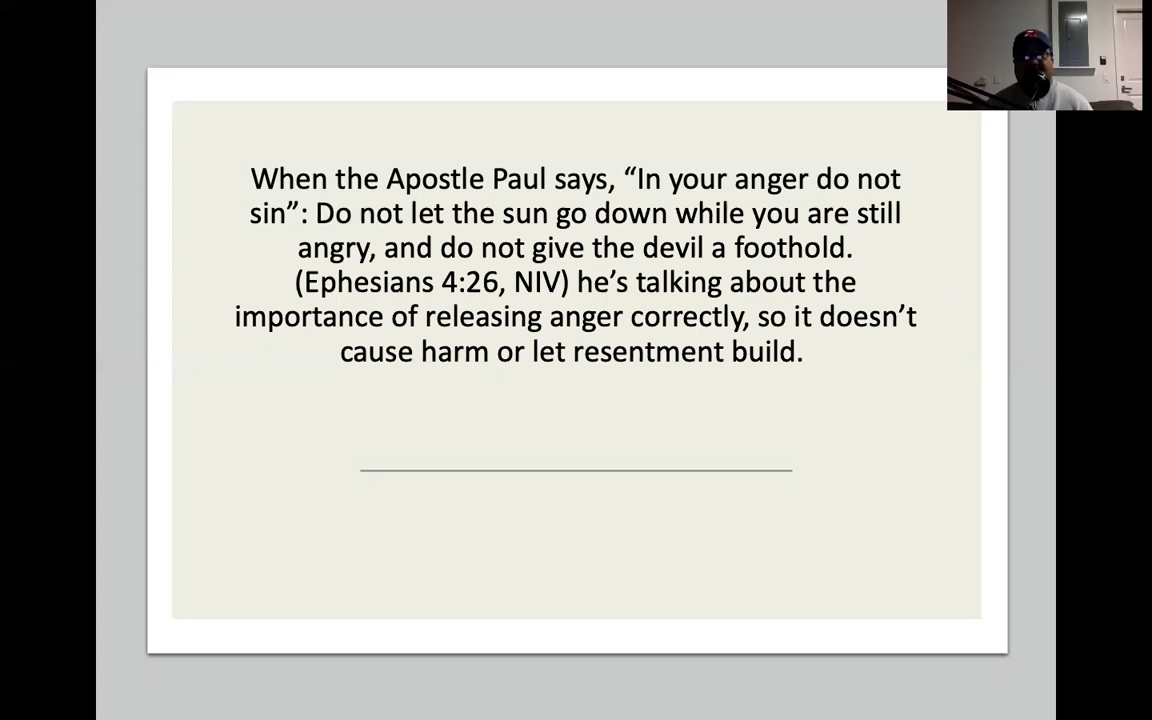 When the Apostle Paul says, “In your anger do not
sin”: Do not let the sun go down while you are still
angry, and do not give the devil a foothold.
(Ephesians 4:26, NIV) he’s talking about the
importance of releasing anger correctly, so it doesn’t
cause harm or let resentment build.